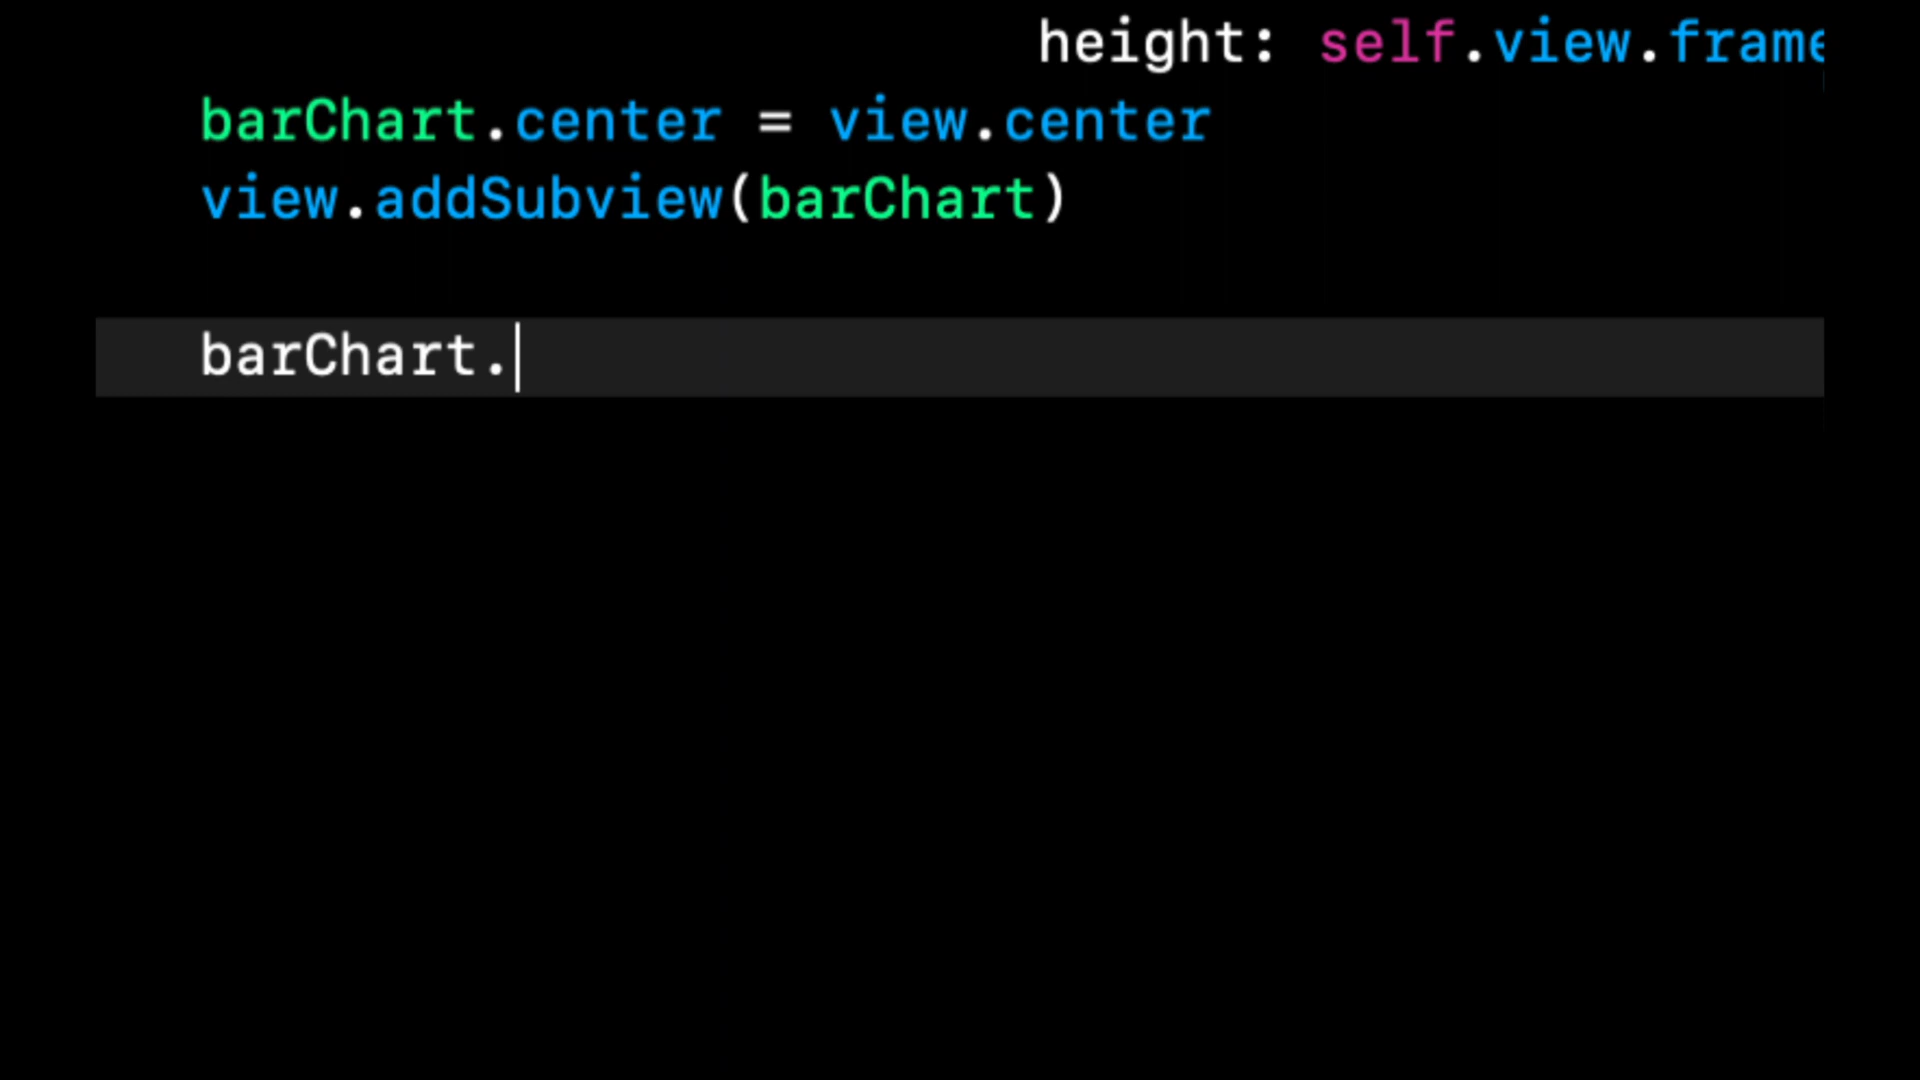 height: self.view.frame
barChart.center = view.center
view.addSubview(barChart)
barChart.